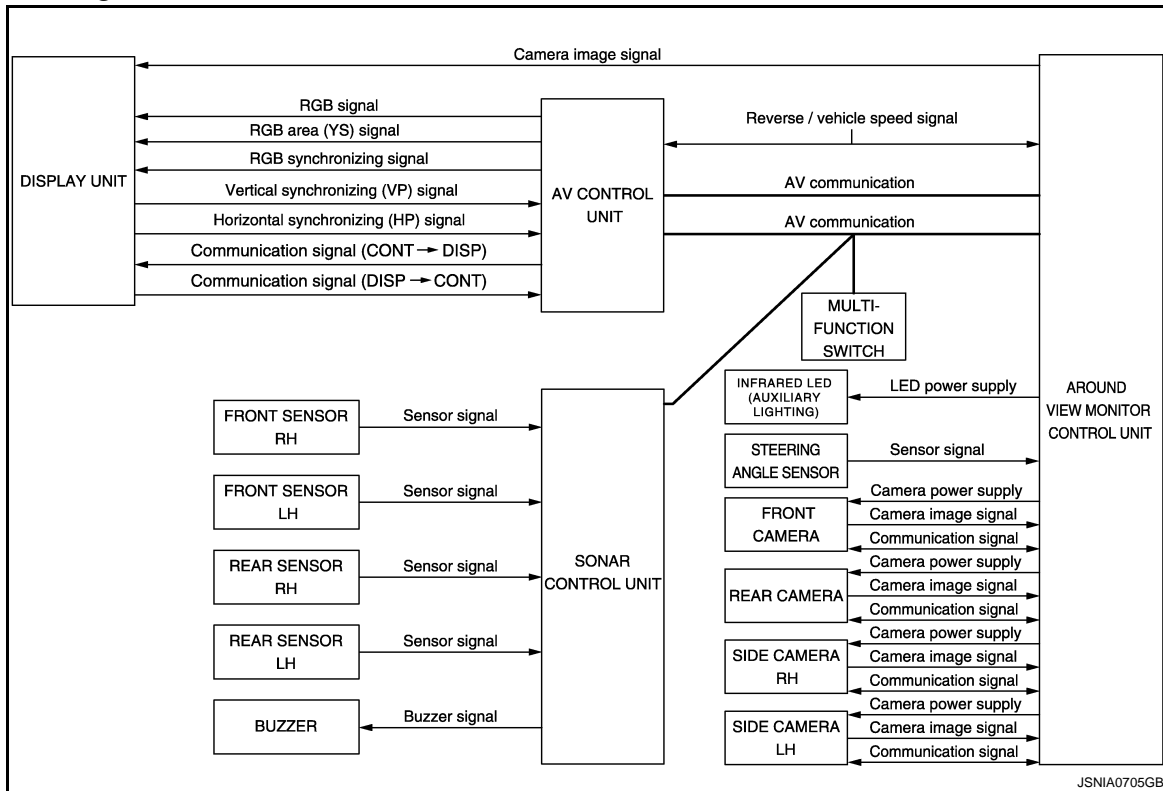 Camera image signal
DISPLAY UNIT
RGB signal
RGB area (YS) signal
RGB synchronizing signal
Vertical synchronizing (VP) signal
Horizontal synchronizing (HP) signal
Communication signal (CONT → DISP)
Communication signal (DISP → CONT)
AV CONTROL
UNIT
Reverse / vehicle speed signal
AV communication
AV communication
MULTI-
FUNCTION
SWITCH
INFRARED LED
(AUXILIARY
LIGHTING)
LED power supply
STEERING
ANGLE SENSOR
Sensor signal
FRONT
CAMERA
Camera power supply
Camera image signal
Communication signal
REAR CAMERA
Camera power supply
Camera image signal
Communication signal
SIDE CAMERA
RH
Camera power supply
Camera image signal
Communication signal
SIDE CAMERA
LH
Camera power supply
Camera image signal
Communication signal
AROUND
VIEW MONITOR
CONTROL UNIT
FRONT SENSOR
RH
Sensor signal
FRONT SENSOR
LH
Sensor signal
REAR SENSOR
RH
Sensor signal
REAR SENSOR
LH
Sensor signal
BUZZER
Buzzer signal
SONAR
CONTROL UNIT
JSNIA0705GB